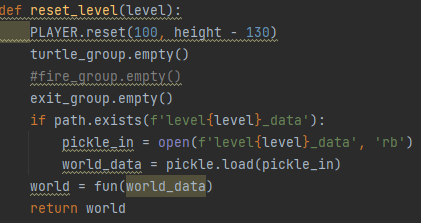 def reset_level(level):
    PLAYER.reset(100, height - 130)
    turtle_group.empty()
    #fire_group.empty()
    exit_group.empty()
    if path.exists(f'level{level}_data'):
        pickle_in = open(f'level{level}_data', 'rb')
        world_data = pickle.load(pickle_in)
    world = fun(world_data)
    return world